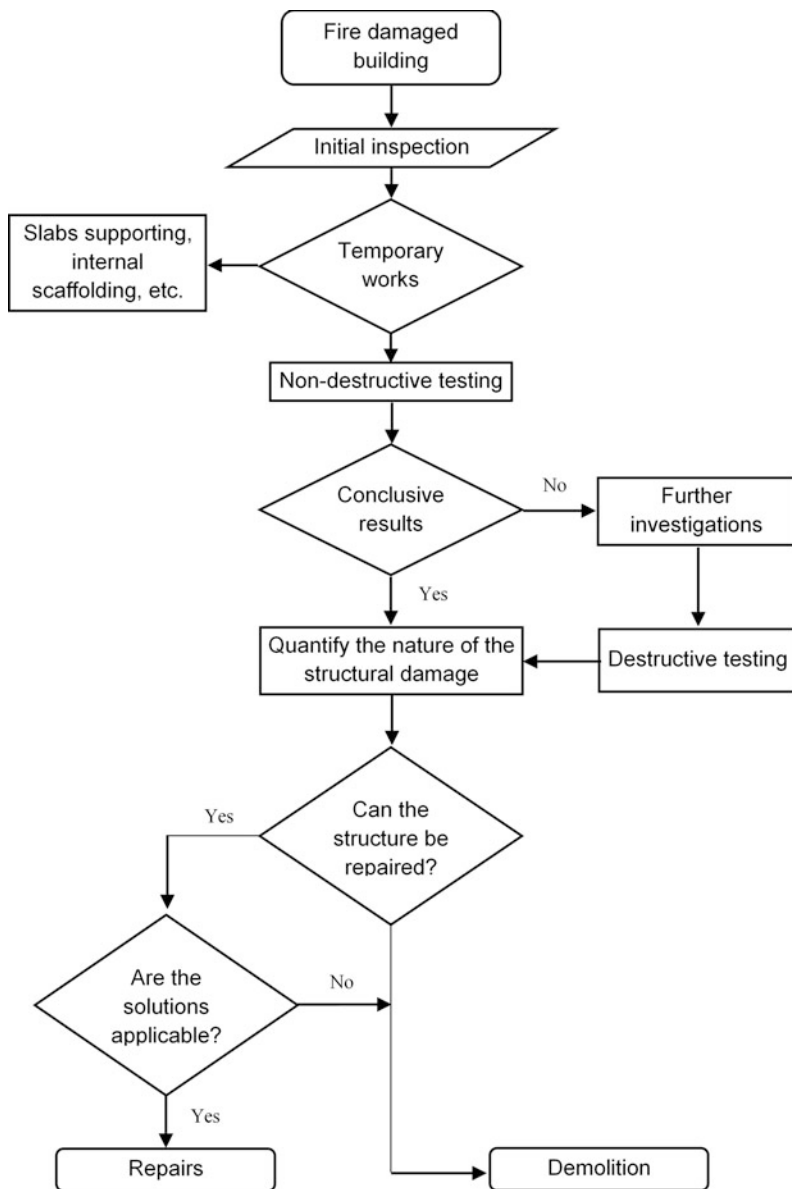 Fire damaged
building
Initial inspection
Slabs supporting,
internal
scaffolding, etc.
Temporary
works
Non-destructive testing
Conclusive
results
No
Further
investigations
Yes
Quantify the nature of the
structural damage
Destructive testing
Yes
Can the
structure be
repaired?
Are the
solutions
applicable?
No
Yes
Repairs
Demolition